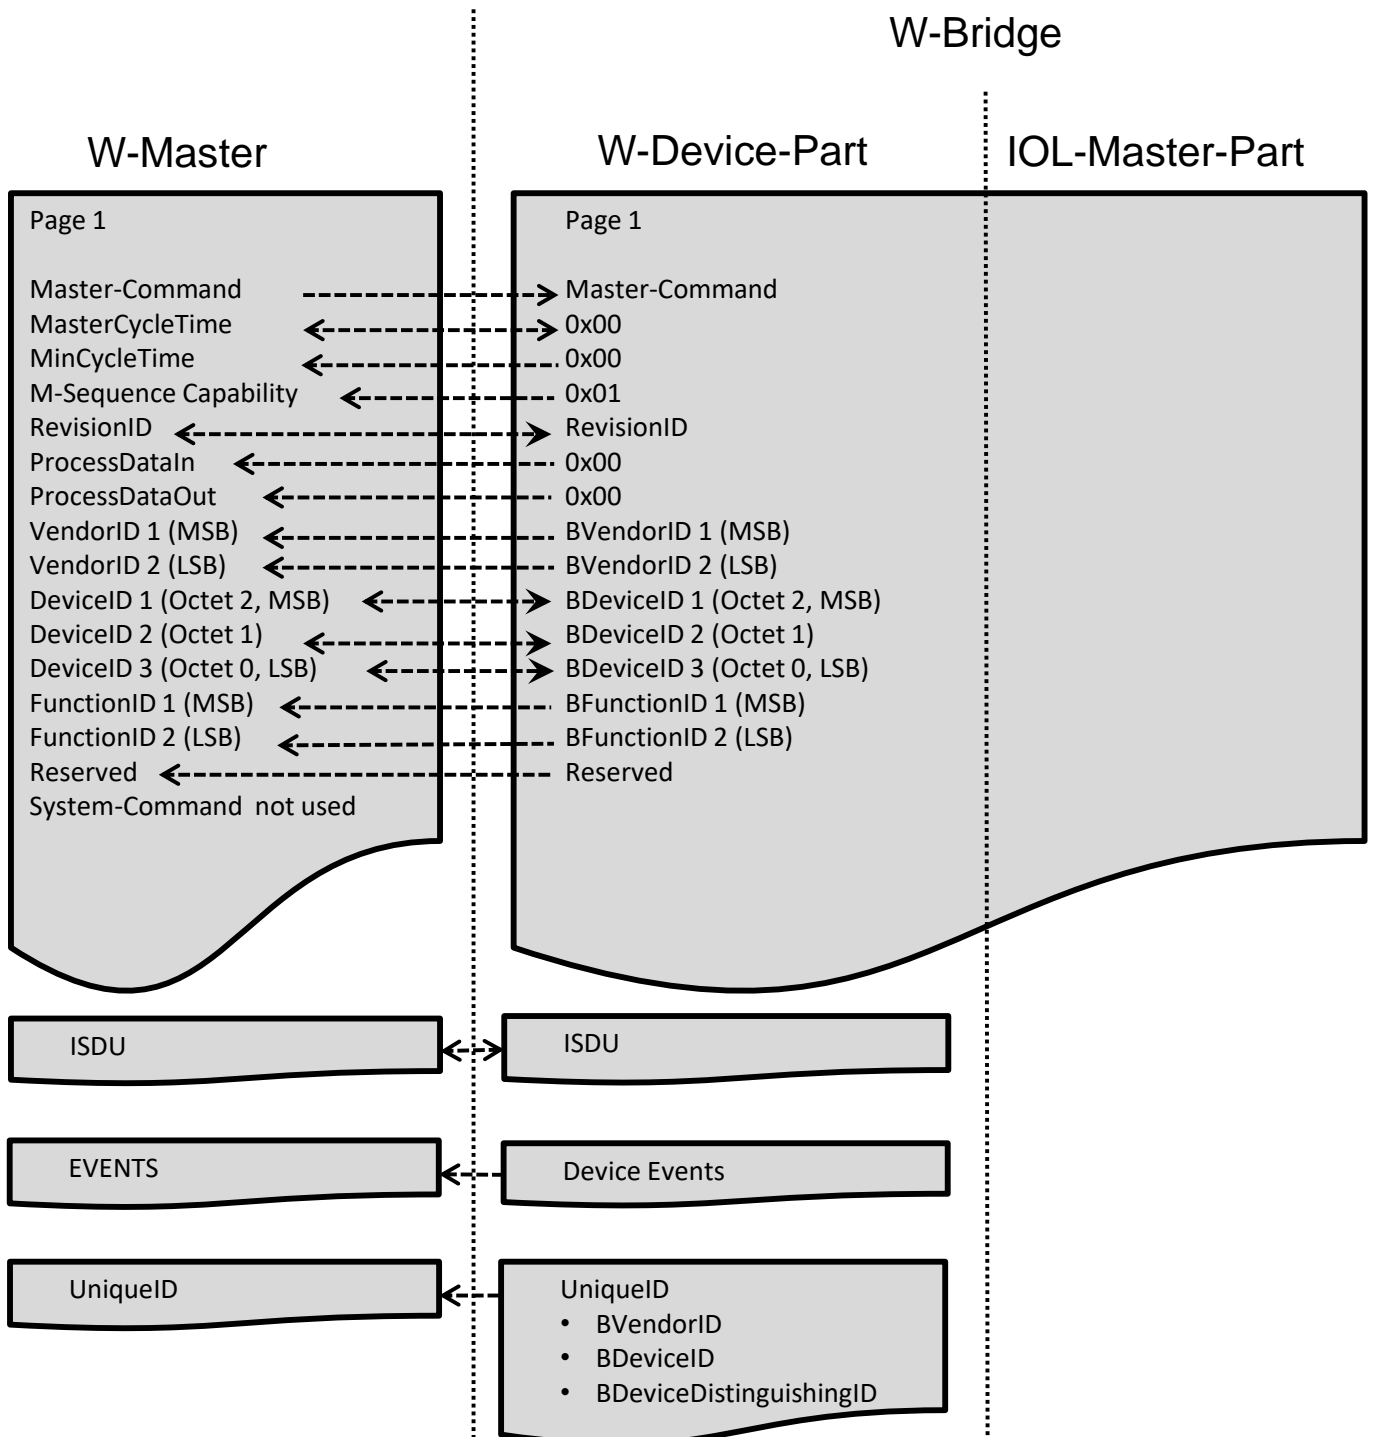 W-Bridge
W-Master
W-Device-Part
IOL-Master-Part
Page 1
Master-Command
MasterCycleTime
MinCycleTime
M-Sequence Capability
RevisionID
ProcessDataIn
ProcessDataOut
VendorID 1 (MSB)
VendorID 2 (LSB)
DeviceID 1 (Octet 2, MSB)
DeviceID 2 (Octet 1)
DeviceID 3 (Octet 0, LSB)
FunctionID 1 (MSB)
FunctionID 2 (LSB)
Reserved
System-Command not used
Page 1
Master-Command
0x00
0x00
0x01
RevisionID
0x00
0x00
BVendorID 1 (MSB)
BVendorID 2 (LSB)
BDeviceID 1 (Octet 2, MSB)
BDeviceID 2 (Octet 1)
BDeviceID 3 (Octet 0, LSB)
BFunctionID 1 (MSB)
BFunctionID 2 (LSB)
Reserved
ISDU
ISDU
EVENTS
Device Events
UniqueID
UniqueID
• BVendorID
• BDeviceID
• BDeviceDistinguishingID